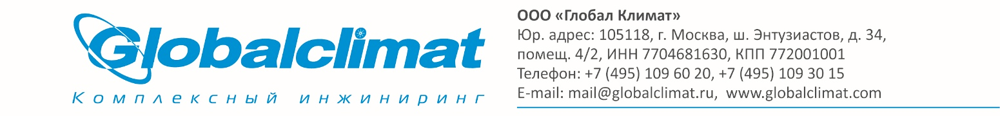 Globalclimat
Комплексный инжиниринг
ООО «Глобал Климат»
Юр. адрес: 105118, г. Москва, ш. Энтузиастов, д. 34,
помещ. 4/2, ИНН 7704681630, КПП 772001001
Телефон: +7 (495) 109 60 20, +7 (495) 109 30 15
E-mail: mail@globalclimat.ru, www.globalclimat.com